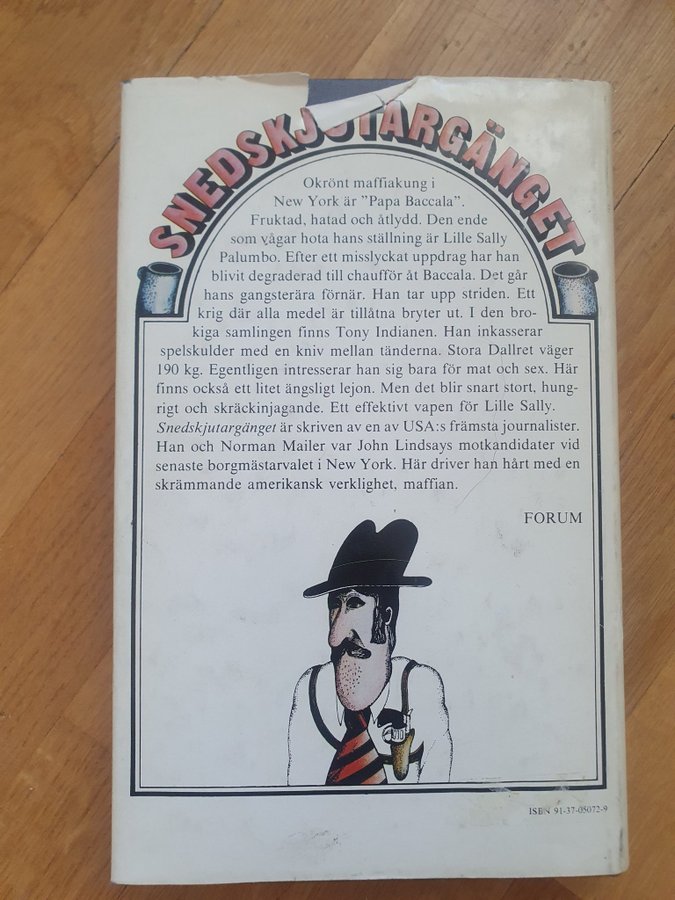 SNEDSKJUTARGÄNGET
Okrönt maffiakung i
New York är "Papa Baccala".
Fruktad, hatad och åtlydd. Den ende
som vågar hota hans ställning är Lille Sally
Palumbo. Efter ett misslyckat uppdrag har han
blivit degraderad till chaufför åt Baccala. Det går
hans gangsterära förnär. Han tar upp striden. Ett
krig där alla medel är tillåtna bryter ut. I den bro-
kiga samlingen finns Tony Indianen. Han inkasserar
spelskulder med en kniv mellan tänderna. Stora Dallret väger
190 kg. Egentligen intresserar han sig bara för mat och sex. Här
finns också ett litet ängsligt lejon. Men det blir snart stort, hung-
rigt och skräckinjagande. Ett effektivt vapen för Lille Sally.
Snedskjutargänget är skriven av en av USA:s främsta journalister.
Han och Norman Mailer var John Lindsays motkandidater vid
senaste borgmästarvalet i New York. Här driver han hårt med en
skrämmande amerikansk verklighet, maffian.
FORUM
ISBN 91-37-05072-9